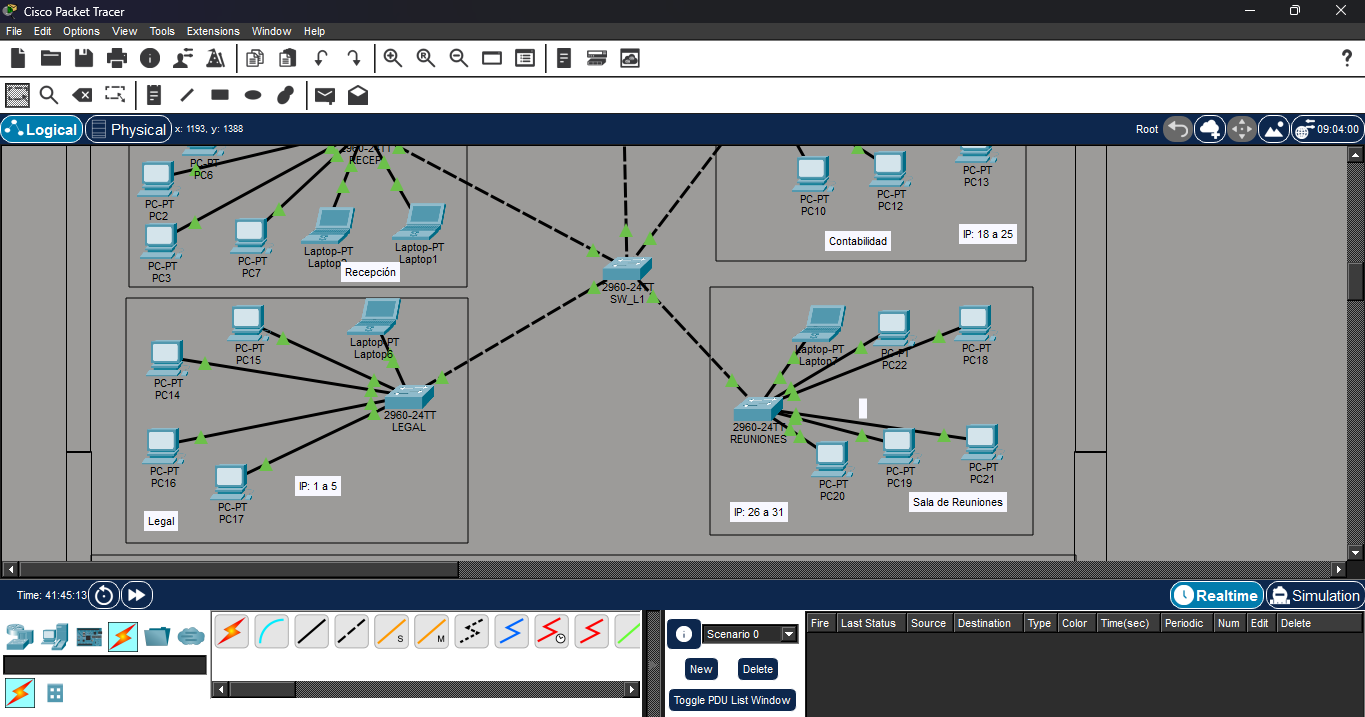 Cisco Packet Tracer
File Edit Options View Tools Extensions Window Help
Logical Physical x: 1193, y: 1388 Root 09:04:00
PC-PT
PC6
2960-24TT
RECEP
PC-PT
PC2
PC-PT
PC3
PC-PT
PC7
Laptop-PT
Laptop-PT
Laptop1
Recepción
PC-PT
PC10
PC-PT
PC12
PC-PT
PC13
Contabilidad
IP: 18 a 25
2960-24TT
SW_L1
PC-PT
PC15
Laptop-PT
Laptop6
PC-PT
PC14
2960-24TT
LEGAL
PC-PT
PC16
PC-PT
PC17
IP: 1 a 5
Legal
Laptop-PT
Laptop7
PC-PT
PC22
PC-PT
PC18
2960-24TT
REUNIONES
PC-PT
PC20
PC-PT
PC19
PC-PT
PC21
Sala de Reuniones
IP: 26 a 31
Time: 41:45:13 Realtime Simulation
S M
Scenario 0
New Delete
Toggle PDU List Window
Fire Last Status Source Destination Type Color Time(sec) Periodic Num Edit Delete